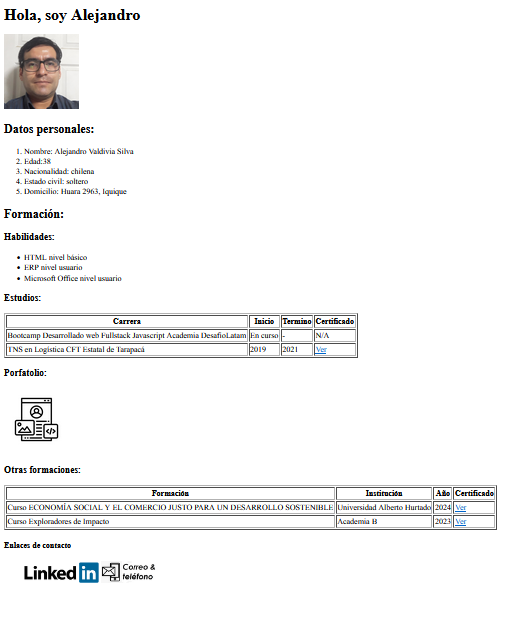 Hola, soy Alejandro
Datos personales:
1. Nombre: Alejandro Valdivia Silva
2. Edad:38
3. Nacionalidad: chilena
4. Estado civil: soltero
5. Domicilio: Huara 2963, Iquique
Formación:
Habilidades:
• HTML nivel básico
• ERP nivel usuario
• Microsoft Office nivel usuario
Estudios:
Carrera Inicio Termino Certificado
Bootcamp Desarrollado web Fullstack Javascript Academia DesafioLatam En curso - N/A
TNS en Logística CFT Estatal de Tarapacá 2019 2021 Ver
Porfatolio:
Otras formaciones:
Formación Institución Año Certificado
Curso ECONOMÍA SOCIAL Y EL COMERCIO JUSTO PARA UN DESARROLLO SOSTENIBLE Universidad Alberto Hurtado 2024 Ver
Curso Exploradores de Impacto Academia B 2023 Ver
Enlaces de contacto
Linked in Correo &
teléfono